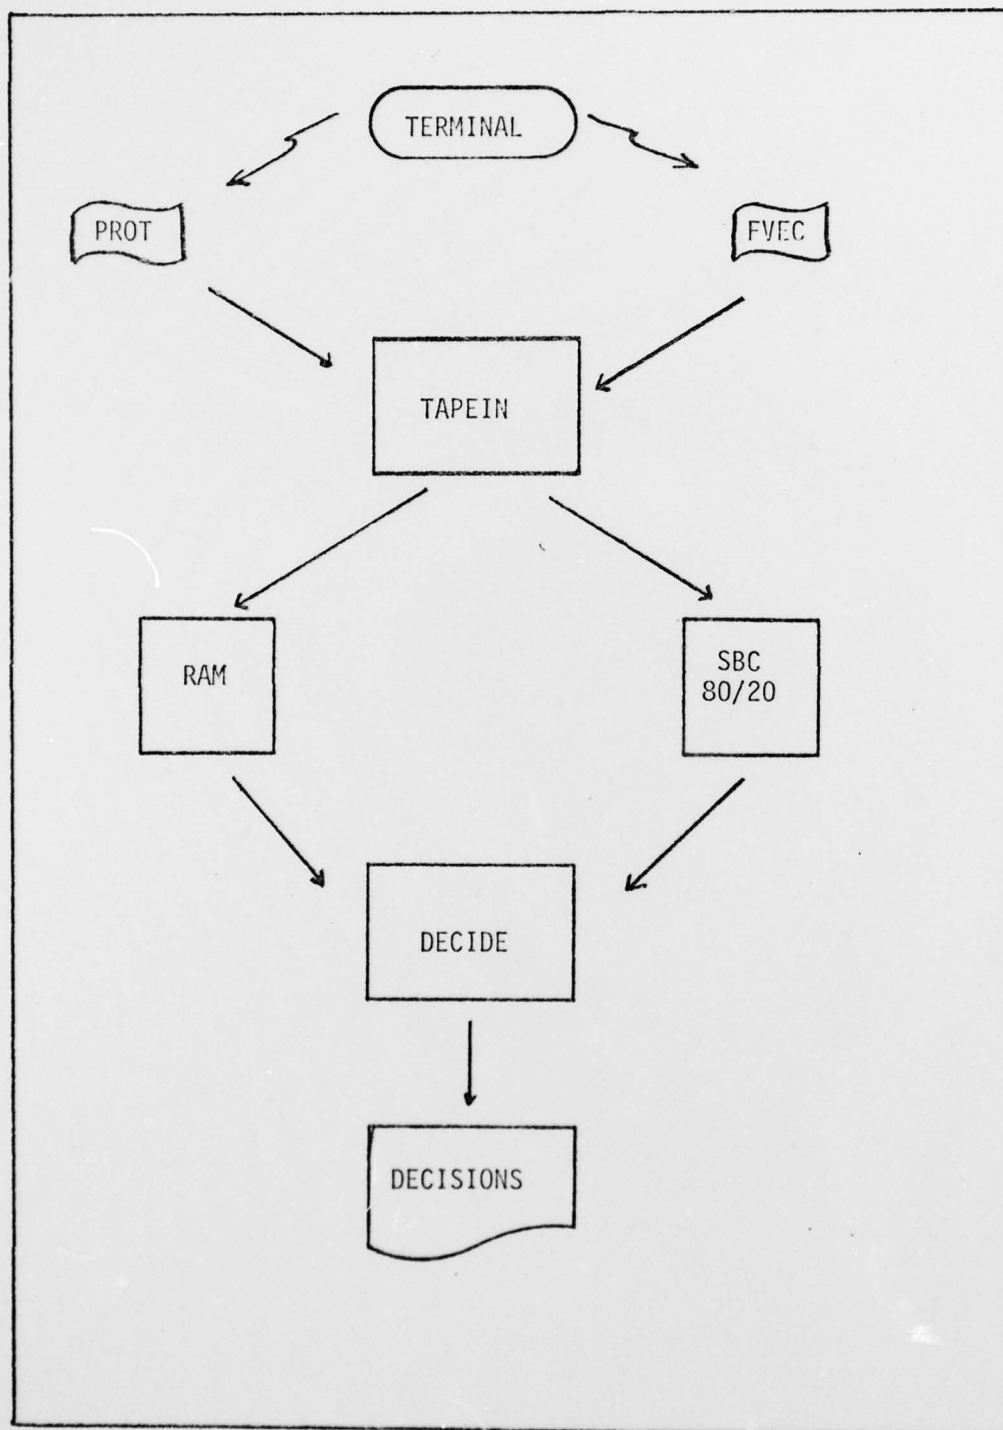 TERMINAL
PROT
FVEC
TAPEIN
RAM
SBC
80/20
DECIDE
DECISIONS